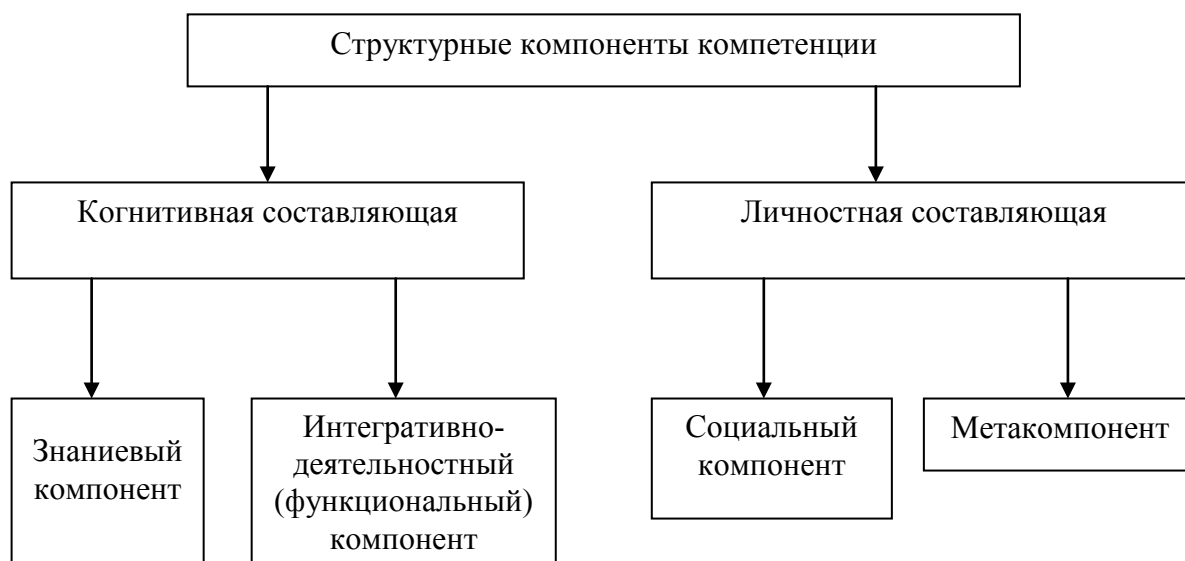 Структурные компоненты компетенции
Когнитивная составляющая
Личностная составляющая
Знаниевый
компонент
Интегративно-
деятельностный
(функциональный)
компонент
Социальный
компонент
Метакомпонент